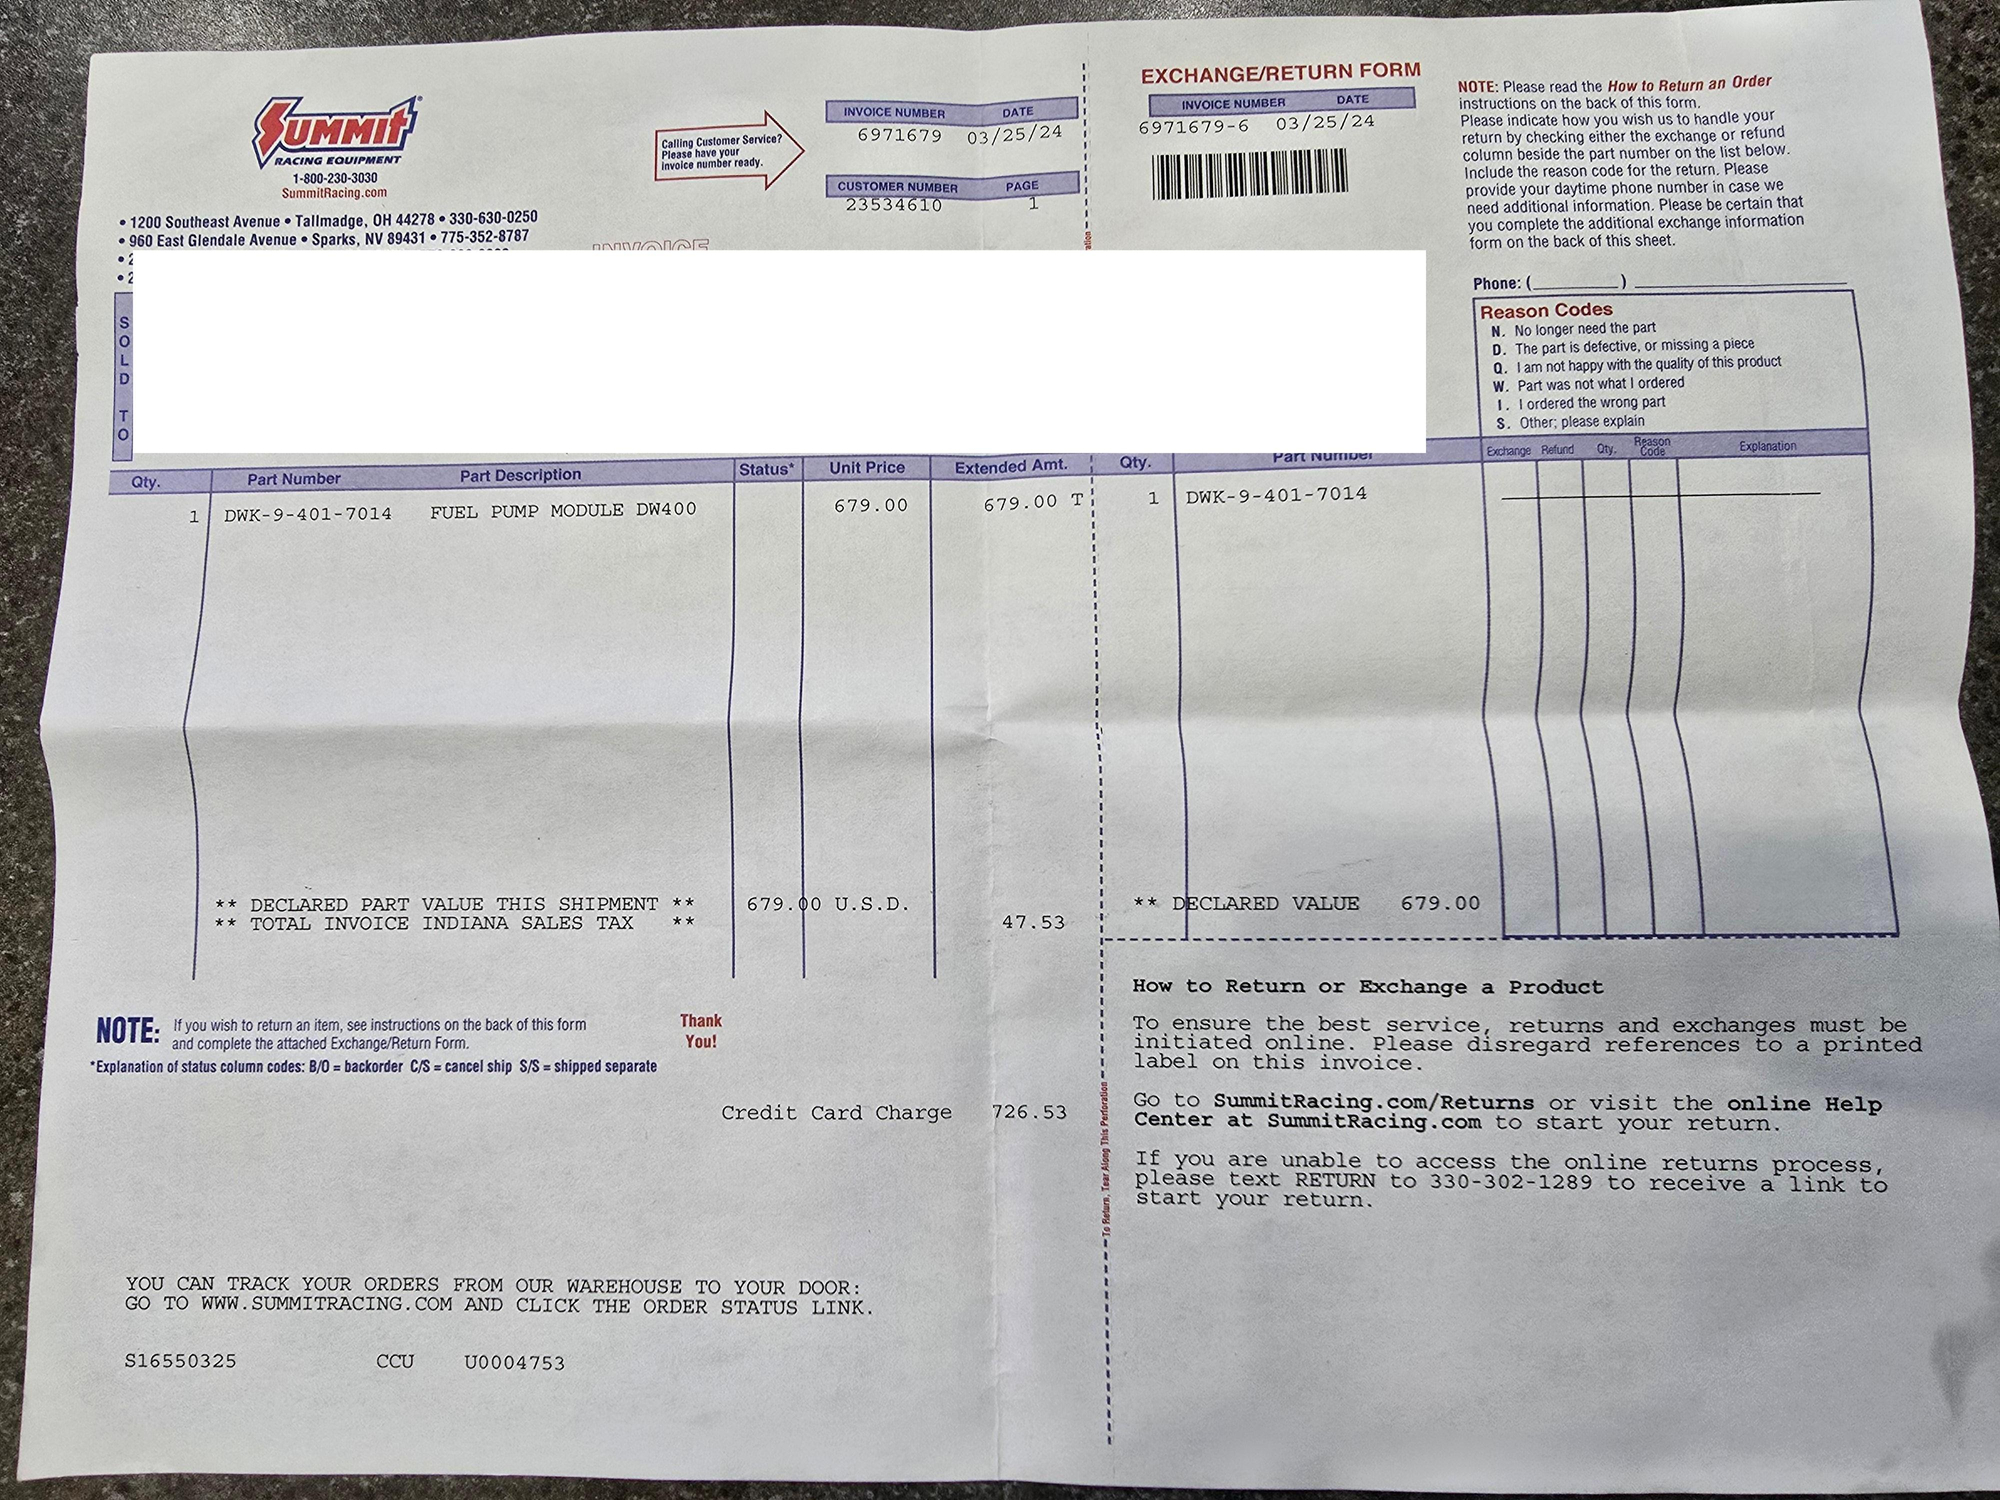 SUMMIT
RACING EQUIPMENT
1-800-230-3030
SummitRacing.com
• 1200 Southeast Avenue • Tallmadge, OH 44278 • 330-630-0250
• 960 East Glendale Avenue • Sparks, NV 89431 • 775-352-8787
• 2
• 2
INVOICE
Calling Customer Service?
Please have your
invoice number ready.
INVOICE NUMBER DATE
6971679 03/25/24
CUSTOMER NUMBER PAGE
23534610 1
SOLD TO
Qty. Part Number Part Description Status* Unit Price Extended Amt.
1 DWK-9-401-7014 FUEL PUMP MODULE DW400 679.00 679.00 T
** DECLARED PART VALUE THIS SHIPMENT ** 679.00 U.S.D.
** TOTAL INVOICE INDIANA SALES TAX ** 47.53
NOTE: If you wish to return an item, see instructions on the back of this form
and complete the attached Exchange/Return Form.
Thank
You!
*Explanation of status column codes: B/O = backorder C/S = cancel ship S/S = shipped separate
Credit Card Charge 726.53
YOU CAN TRACK YOUR ORDERS FROM OUR WAREHOUSE TO YOUR DOOR:
GO TO WWW.SUMMITRACING.COM AND CLICK THE ORDER STATUS LINK.
S16550325 CCU U0004753
To Return, Tear Along This Perforation
EXCHANGE/RETURN FORM
INVOICE NUMBER DATE
6971679-6 03/25/24
NOTE: Please read the How to Return an Order
instructions on the back of this form.
Please indicate how you wish us to handle your
return by checking either the exchange or refund
column beside the part number on the list below.
Include the reason code for the return. Please
provide your daytime phone number in case we
need additional information. Please be certain that
you complete the additional exchange information
form on the back of this sheet.
Phone: (________) ____________________
Reason Codes
N. No longer need the part
D. The part is defective, or missing a piece
Q. I am not happy with the quality of this product
W. Part was not what I ordered
I. I ordered the wrong part
S. Other; please explain
Qty. Part Number Exchange Refund Qty. Reason Code Explanation
1 DWK-9-401-7014
** DECLARED VALUE 679.00
How to Return or Exchange a Product
To ensure the best service, returns and exchanges must be
initiated online. Please disregard references to a printed
label on this invoice.
Go to SummitRacing.com/Returns or visit the online Help
Center at SummitRacing.com to start your return.
If you are unable to access the online returns process,
please text RETURN to 330-302-1289 to receive a link to
start your return.